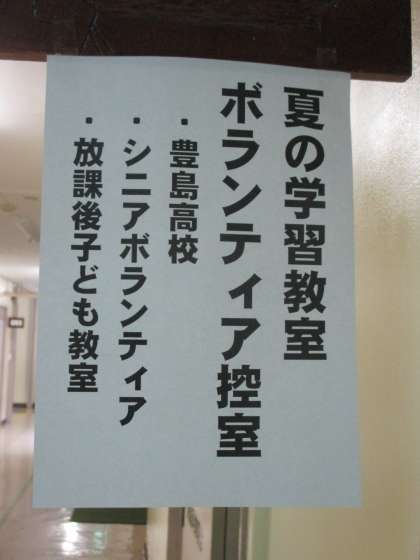 夏の学習教室
ボランティア控室
・豊島高校
・シニアボランティア
・放課後子ども教室